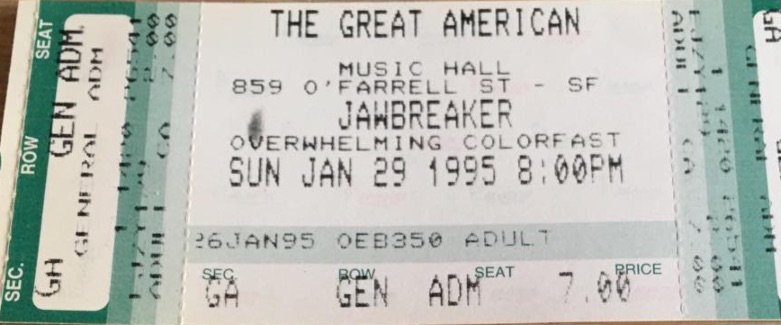 THE GREAT AMERICAN
MUSIC HALL
859 O'FARRELL ST - SF
JAWBREAKER
OVERWHELMING COLORFAST
SUN JAN 29 1995 8:00PM
26JAN95 OEB350 ADULT
SEC. ROW SEAT PRICE
GA GEN ADM 7.00
SEC. ROW SEAT
GA GEN ADM
GENERAL ADM